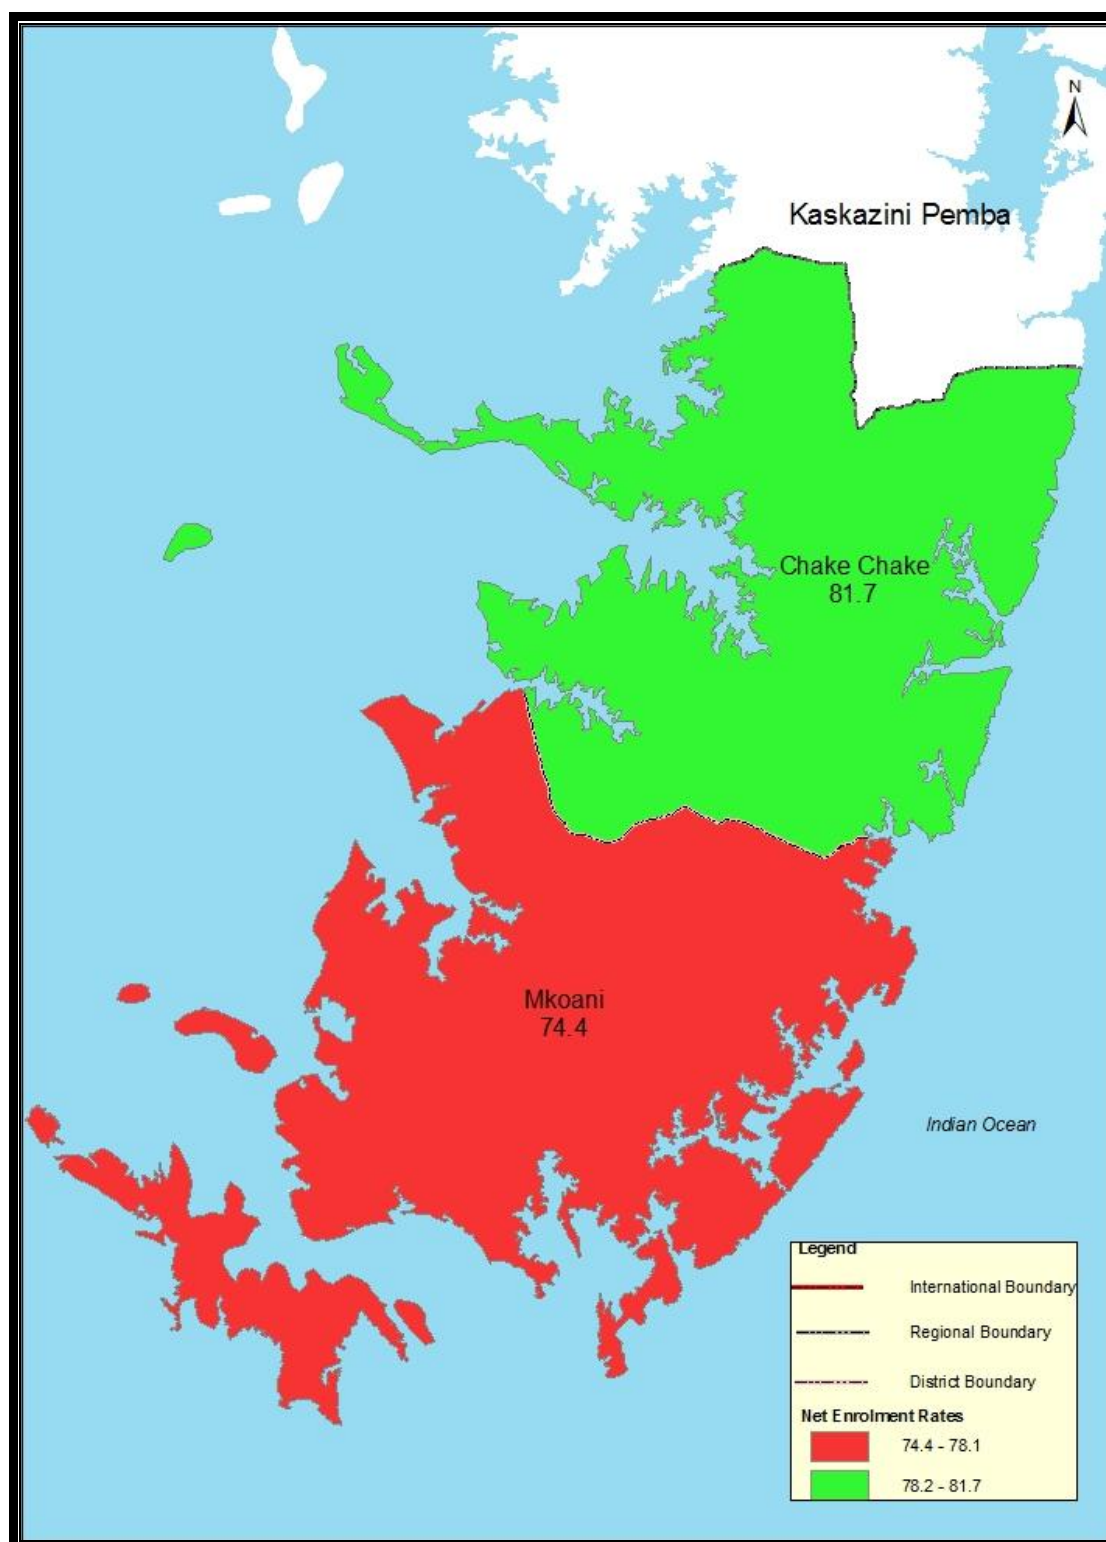 N
Kaskazini Pemba
Chake Chake
81.7
Mkoani
74.4
Indian Ocean
Legend
International Boundary
Regional Boundary
District Boundary
Net Enrolment Rates
74.4 - 78.1
78.2 - 81.7